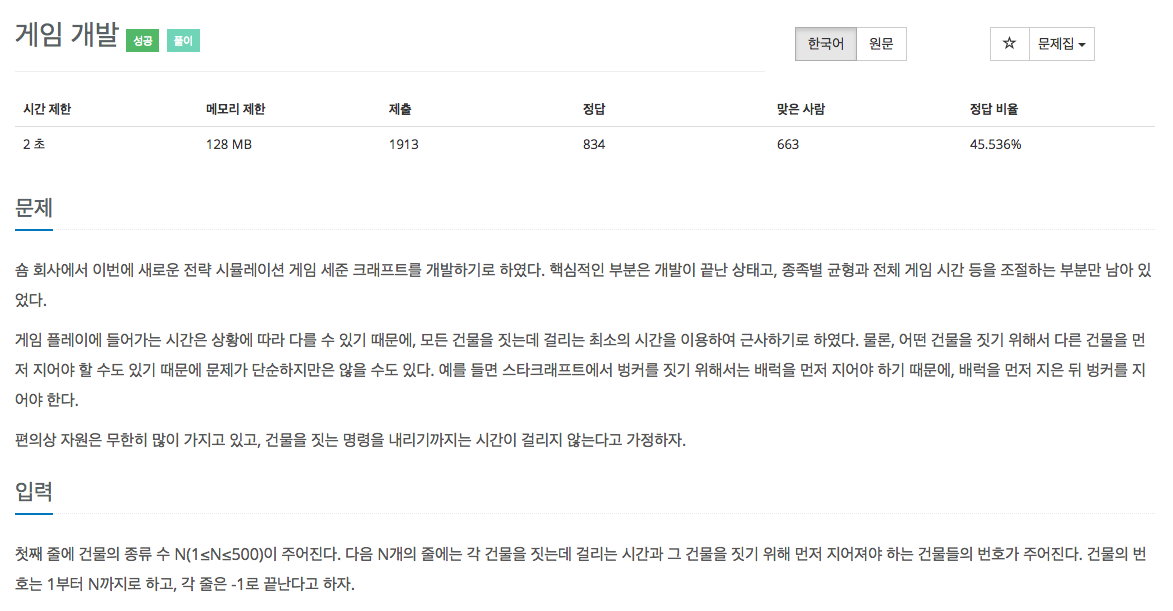 게임 개발 성공 풀이
한국어 원문 ☆ 문제집
시간 제한 메모리 제한 제출 정답 맞은 사람 정답 비율
2 초 128 MB 1913 834 663 45.536%
문제
숌 회사에서 이번에 새로운 전략 시뮬레이션 게임 세준 크래프트를 개발하기로 하였다. 핵심적인 부분은 개발이 끝난 상태고, 종족별 균형과 전체 게임 시간 등을 조절하는 부분만 남아 있
었다.
게임 플레이에 들어가는 시간은 상황에 따라 다를 수 있기 때문에, 모든 건물을 짓는데 걸리는 최소의 시간을 이용하여 근사하기로 하였다. 물론, 어떤 건물을 짓기 위해서 다른 건물을 먼
저 지어야 할 수도 있기 때문에 문제가 단순하지만은 않을 수도 있다. 예를 들면 스타크래프트에서 벙커를 짓기 위해서는 배럭을 먼저 지어야 하기 때문에, 배럭을 먼저 지은 뒤 벙커를 지
어야 한다.
편의상 자원은 무한히 많이 가지고 있고, 건물을 짓는 명령을 내리기까지는 시간이 걸리지 않는다고 가정하자.
입력
첫째 줄에 건물의 종류 수 N(1≤N≤500)이 주어진다. 다음 N개의 줄에는 각 건물을 짓는데 걸리는 시간과 그 건물을 짓기 위해 먼저 지어져야 하는 건물들의 번호가 주어진다. 건물의 번
호는 1부터 N까지로 하고, 각 줄은 -1로 끝난다고 하자.